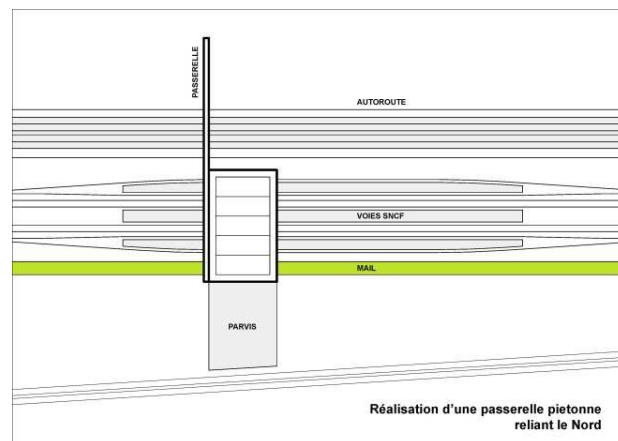 PASSERELLE
AUTOROUTE
VOIES SNCF
MAIL
PARVIS
Réalisation d'une passerelle pietonne
reliant le Nord